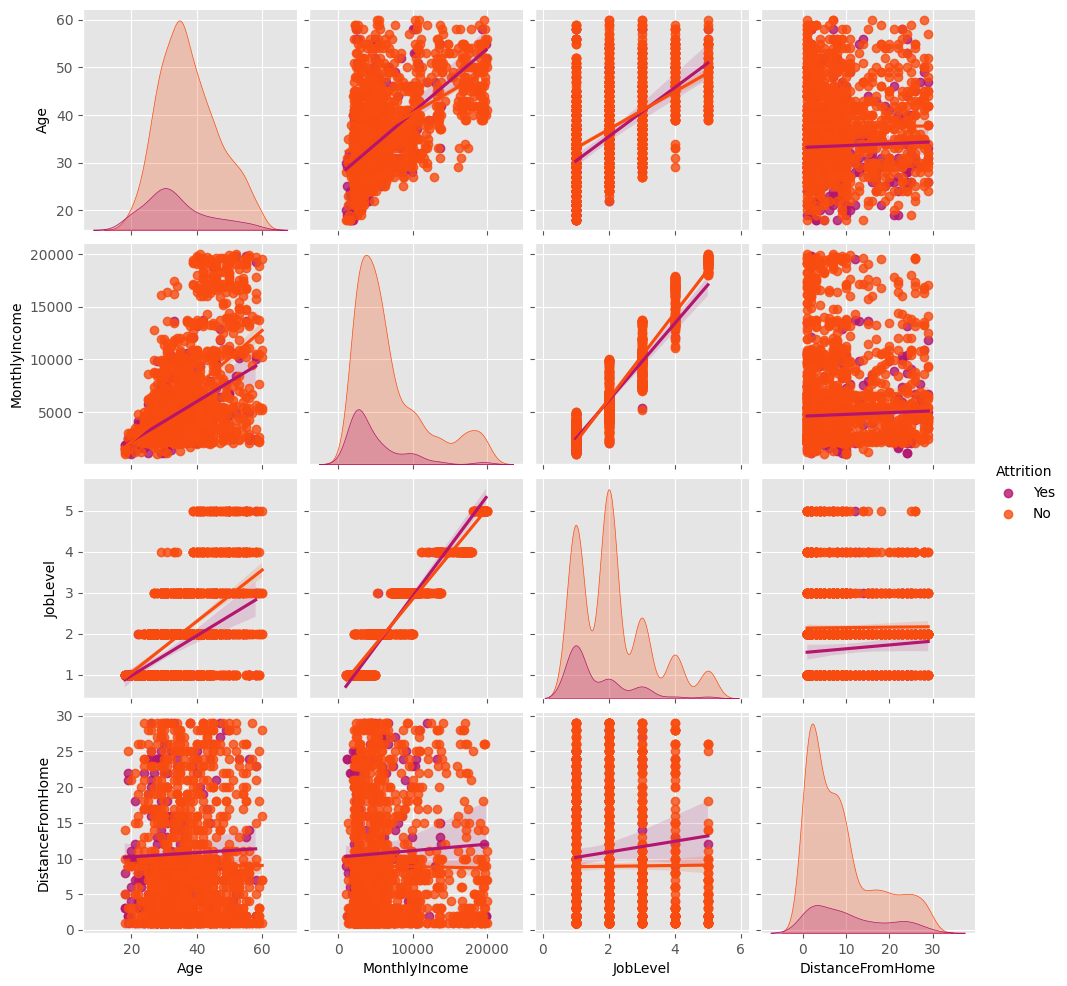 60
50
40
30
20
Age
20000
15000
10000
5000
MonthlyIncome
Attrition
Yes
No
5
4
3
2
1
JobLevel
30
25
20
15
10
5
0
DistanceFromHome
20 40 60 0 10000 20000 0 2 4 6 0 10 20 30
Age MonthlyIncome JobLevel DistanceFromHome